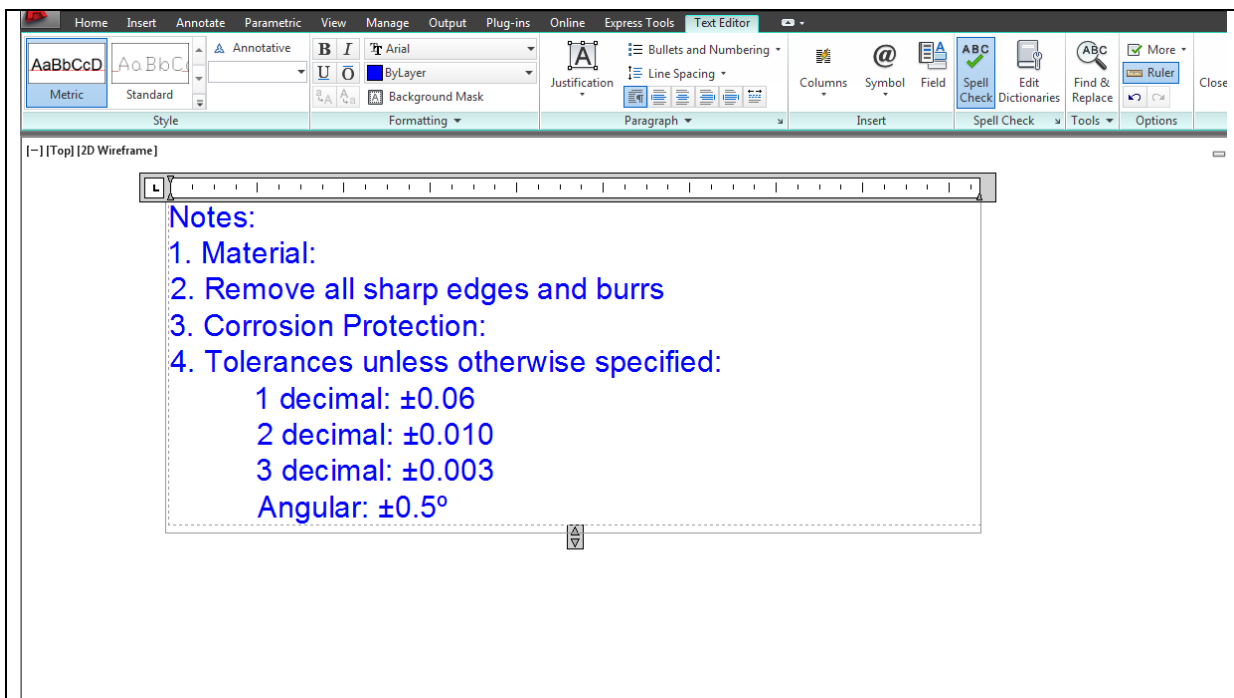 Home Insert Annotate Parametric View Manage Output Plug-ins Online Express Tools Text Editor
AaBbCcD AaBbC Annotative B I Arial Bullets and Numbering More
U O ByLayer Line Spacing Ruler
Metric Standard Background Mask Justification Columns Symbol Field Spell Check Edit Dictionaries Find & Replace Close
Style Formatting Paragraph Insert Spell Check Tools Options
[−] [Top] [2D Wireframe]
Notes:
1. Material:
2. Remove all sharp edges and burrs
3. Corrosion Protection:
4. Tolerances unless otherwise specified:
1 decimal: ±0.06
2 decimal: ±0.010
3 decimal: ±0.003
Angular: ±0.5º